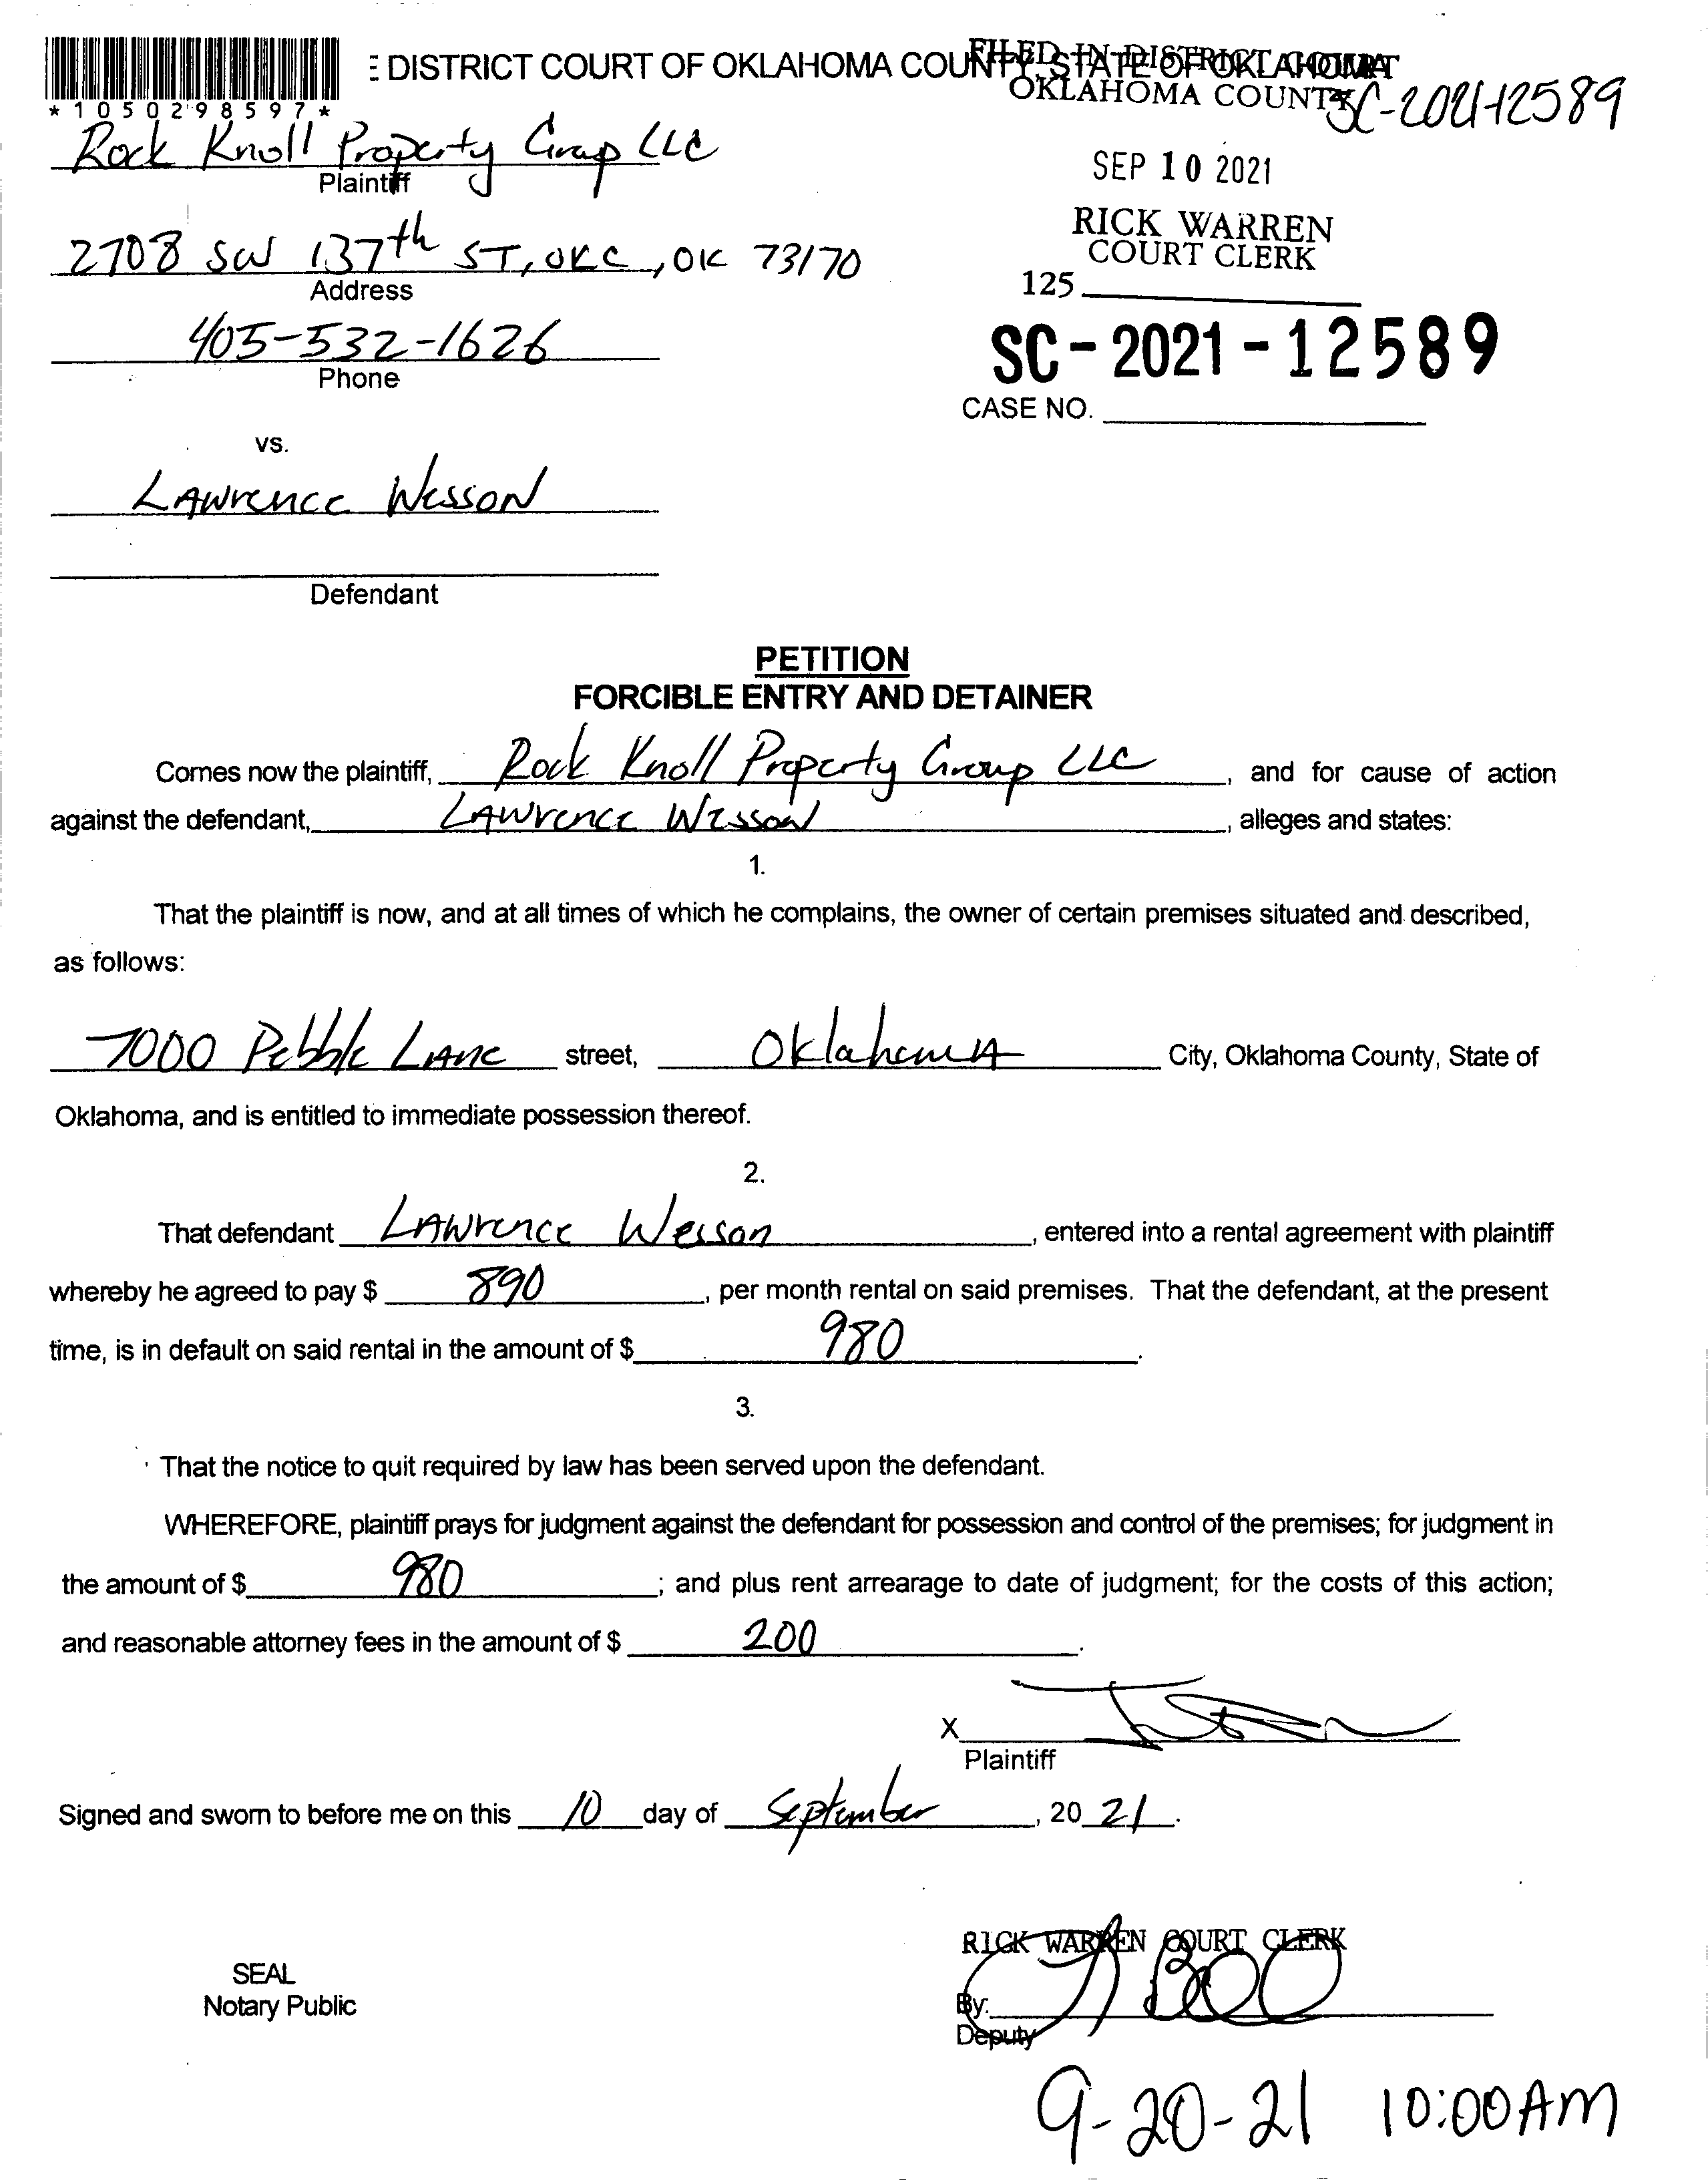 E DISTRICT COURT OF OKLAHOMA COUNTY, STATE OF OKLAHOMA
FILED IN DISTRICT COURT
OKLAHOMA COUNTY
*1050298597*
SC-2021-12589
Rock Knoll Property Group LLC
Plaintiff
SEP 10 2021
RICK WARREN
COURT CLERK
2708 SW 137th ST, OKC, OK 73170
Address
125
405-532-1626
Phone
SC-2021-12589
CASE NO.
vs.
LAWrence WessoN
Defendant
PETITION
FORCIBLE ENTRY AND DETAINER
Comes now the plaintiff, Rock Knoll Property Group LLC, and for cause of action
against the defendant, LAWrence WessoN, alleges and states:
1.
That the plaintiff is now, and at all times of which he complains, the owner of certain premises situated and described,
as follows:
7000 Pebble LAne street, OklahomA City, Oklahoma County, State of
Oklahoma, and is entitled to immediate possession thereof.
2.
That defendant LAWrence Wesson, entered into a rental agreement with plaintiff
whereby he agreed to pay $ 890, per month rental on said premises. That the defendant, at the present
time, is in default on said rental in the amount of $ 980.
3.
That the notice to quit required by law has been served upon the defendant.
WHEREFORE, plaintiff prays for judgment against the defendant for possession and control of the premises; for judgment in
the amount of $ 980; and plus rent arrearage to date of judgment; for the costs of this action;
and reasonable attorney fees in the amount of $ 200.
X
Plaintiff
Signed and sworn to before me on this 10 day of September, 20 21.
RICK WARREN COURT CLERK
SEAL
Notary Public
By:
Deputy
9-20-21 10:00AM